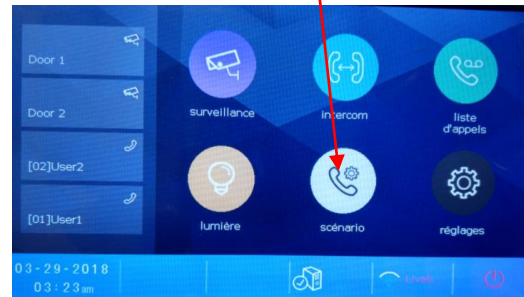 Door 1
Door 2
[02]User2
[01]User1
surveillance
intercom
liste
d'appels
lumière
scénario
réglages
03-29-2018
03:23am